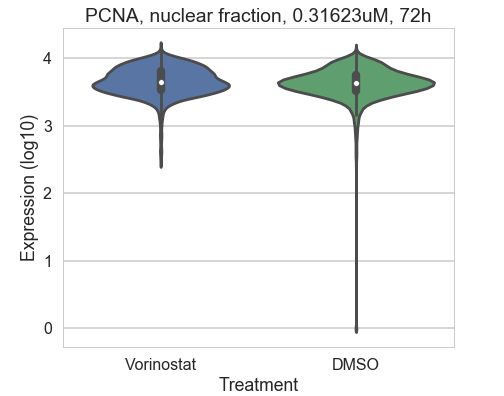 PCNA, nuclear fraction, 0.31623uM, 72h
4
3
2
1
0
Expression (log10)
Vorinostat DMSO
Treatment